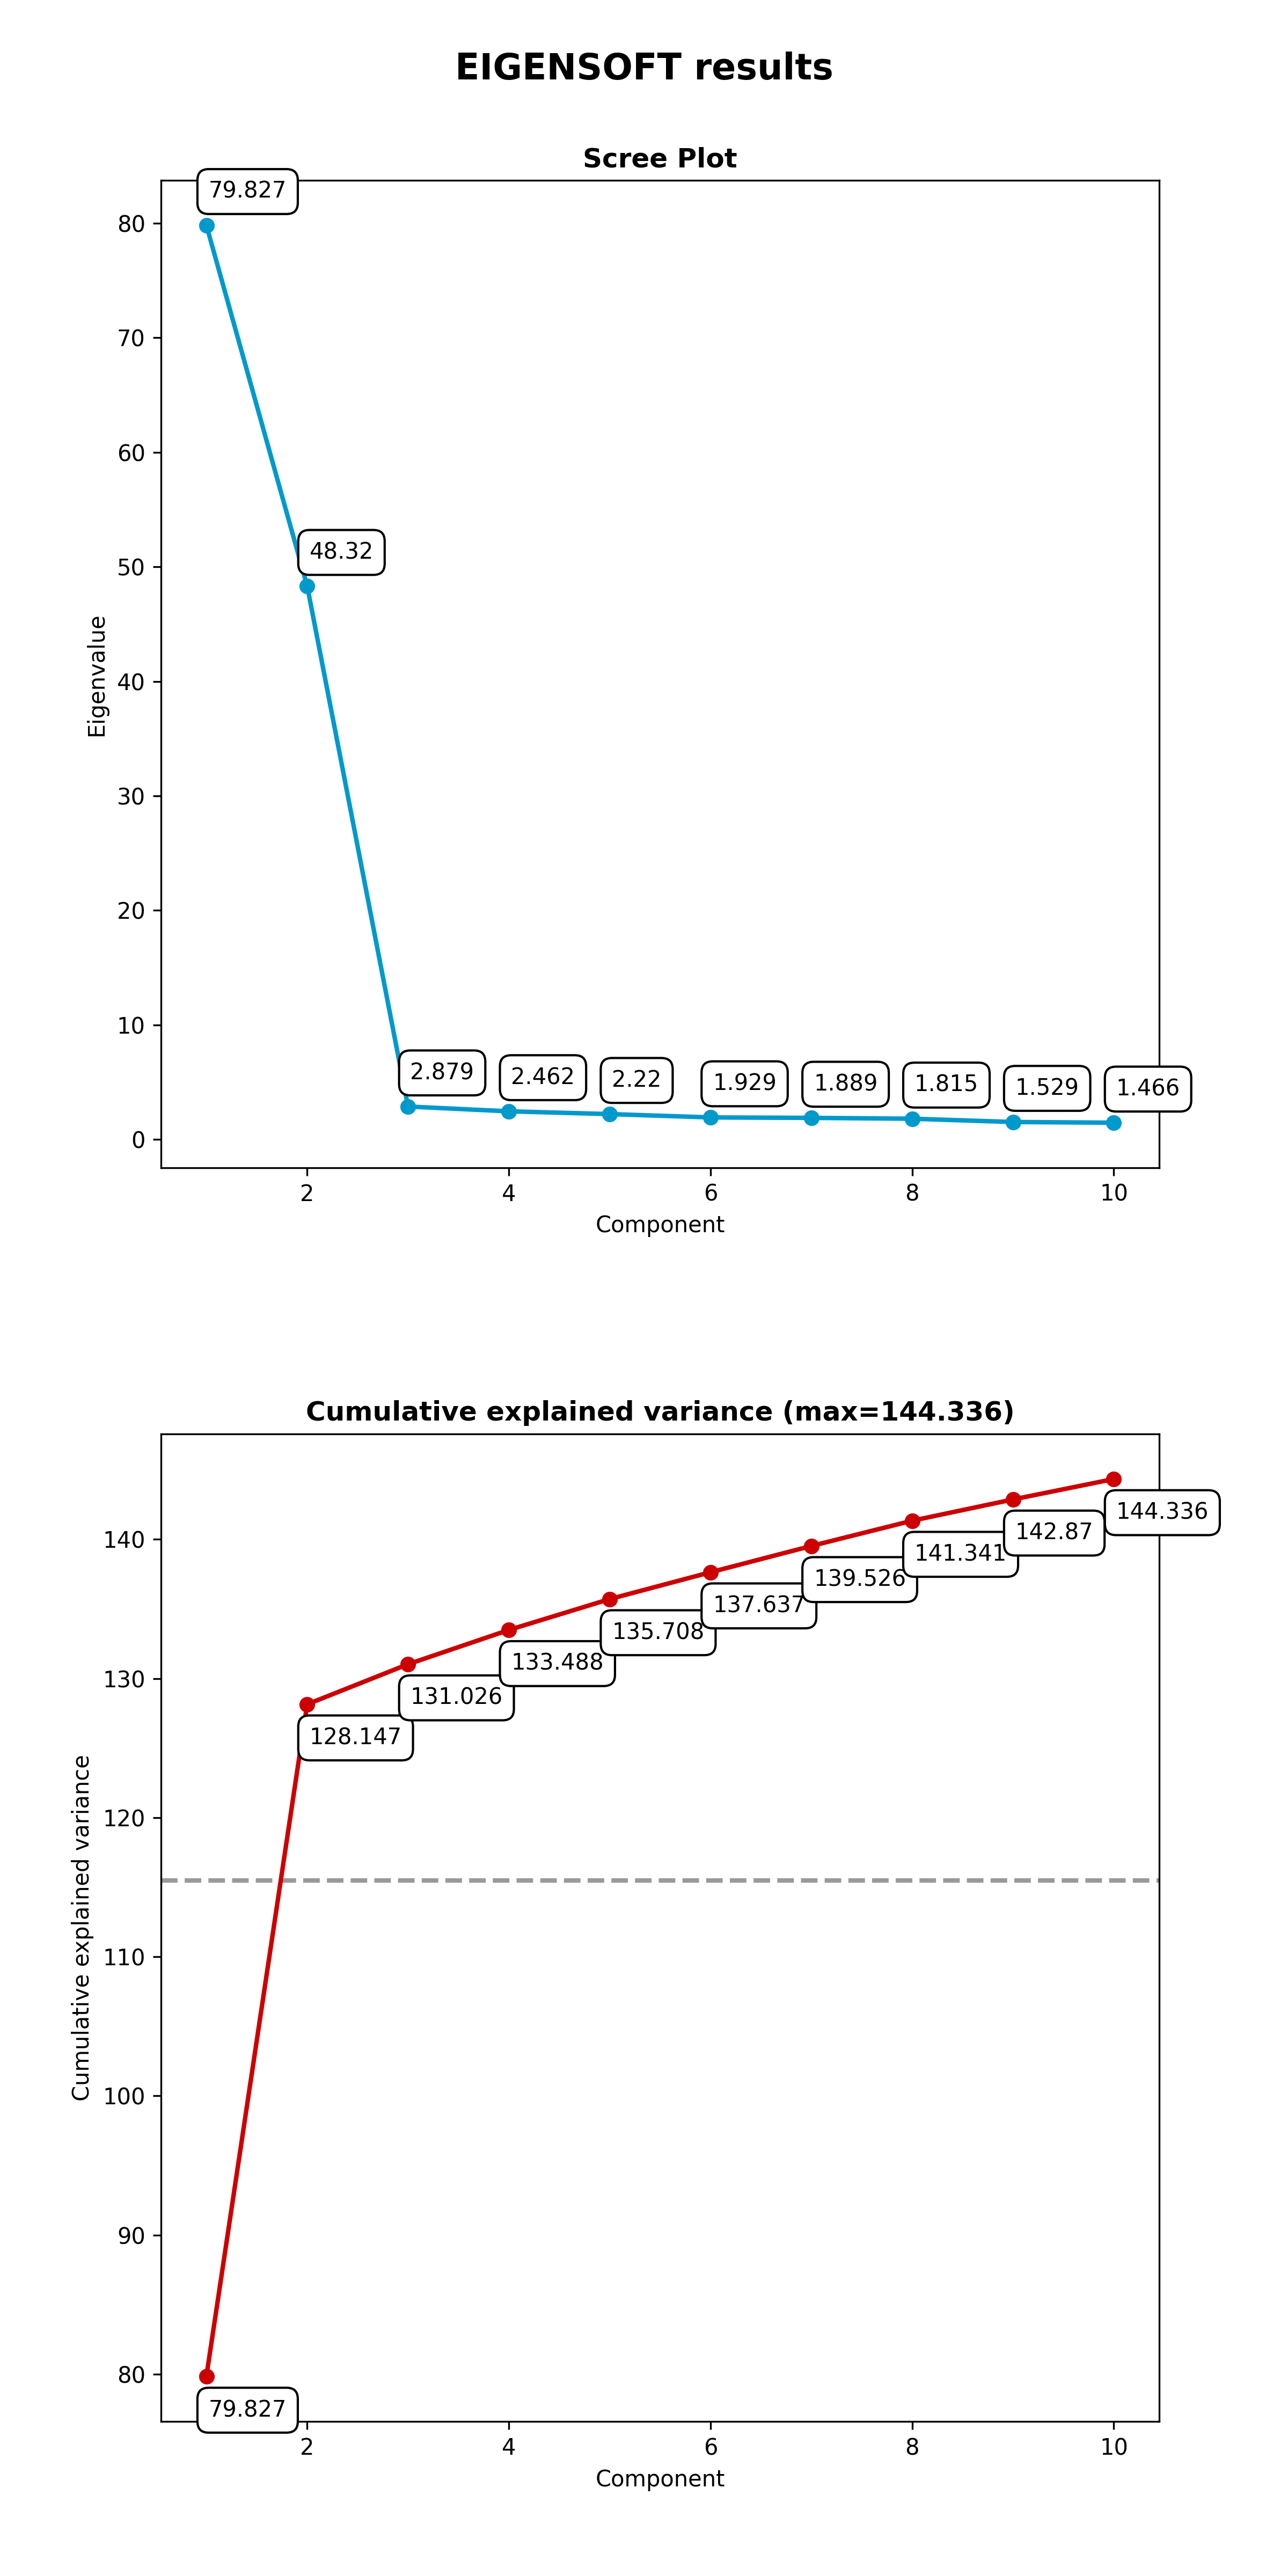 EIGENSOFT results
Scree Plot
79.827
80
70
60
48.32
50
Eigenvalue
40
30
20
10
2.879 2.462 2.22 1.929 1.889 1.815 1.529 1.466
0
2 4 6 8 10
Component
Cumulative explained variance (max=144.336)
144.336
142.87
140
141.341
139.526
137.637
135.708
133.488
131.026
130
128.147
120
Cumulative explained variance
110
100
90
80
79.827
2 4 6 8 10
Component